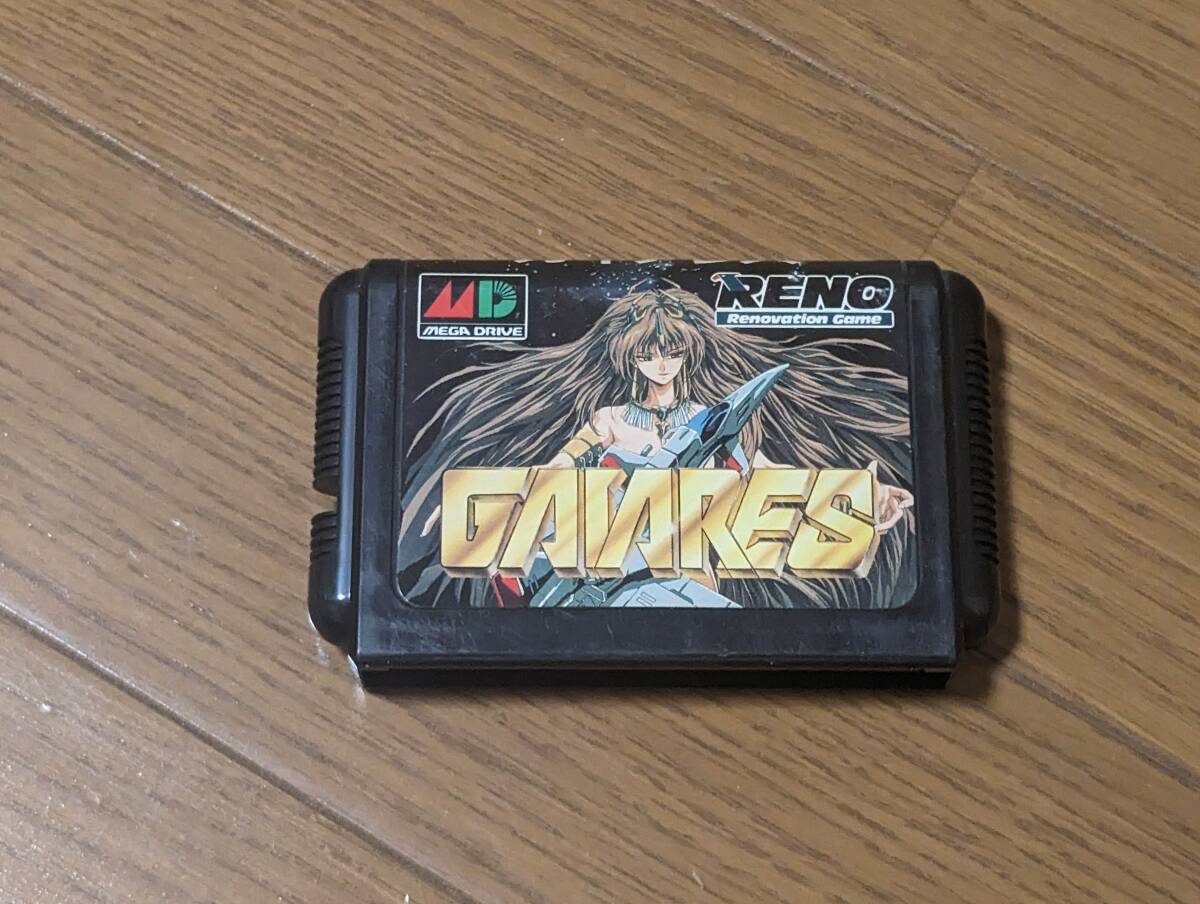 MD
MEGA DRIVE
RENO
Renovation Game
GAIARES